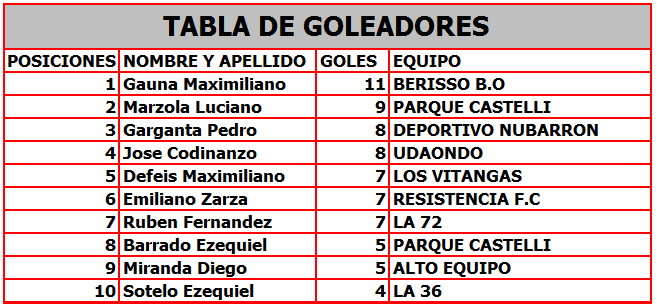 TABLA DE GOLEADORES
POSICIONES NOMBRE Y APELLIDO GOLES EQUIPO
1 Gauna Maximiliano 11 BERISSO B.O
2 Marzola Luciano 9 PARQUE CASTELLI
3 Garganta Pedro 8 DEPORTIVO NUBARRON
4 Jose Codinanzo 8 UDAONDO
5 Defeis Maximiliano 7 LOS VITANGAS
6 Emiliano Zarza 7 RESISTENCIA F.C
7 Ruben Fernandez 7 LA 72
8 Barrado Ezequiel 5 PARQUE CASTELLI
9 Miranda Diego 5 ALTO EQUIPO
10 Sotelo Ezequiel 4 LA 36